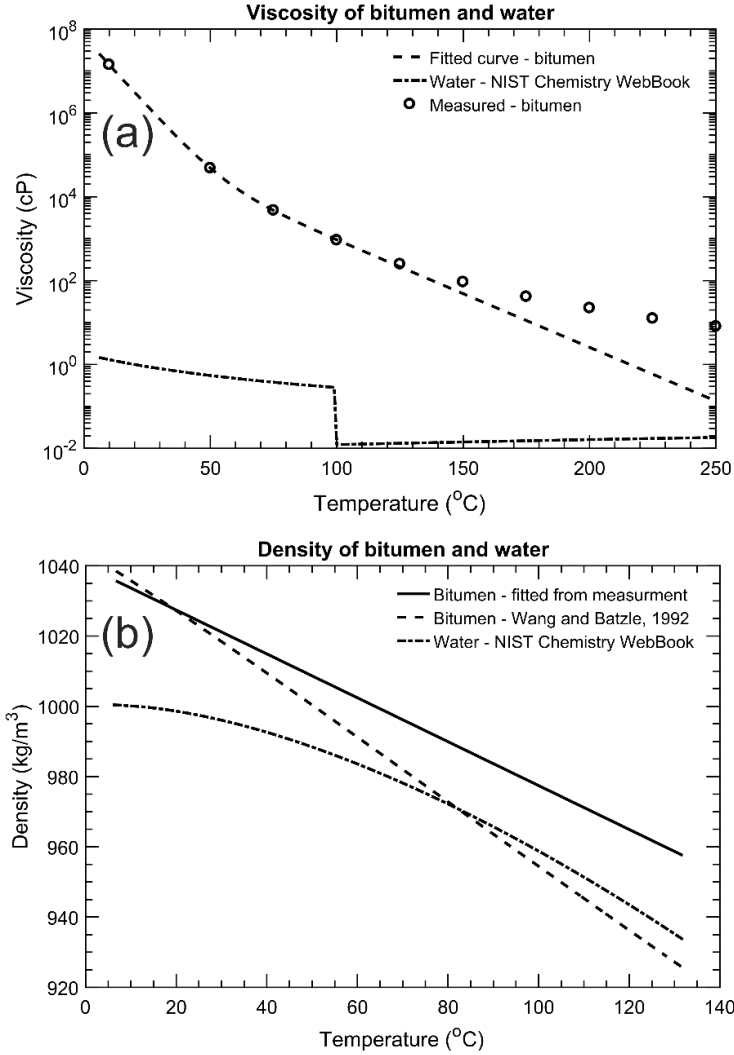 Viscosity of bitumen and water
10^8
10^6
10^4
10^2
10^0
10^-2
Viscosity (cP)
(a)
Fitted curve - bitumen
Water - NIST Chemistry WebBook
Measured - bitumen
0 50 100 150 200 250
Temperature (°C)
Density of bitumen and water
1040
1020
1000
980
960
940
920
Density (kg/m³)
(b)
Bitumen - fitted from measurment
Bitumen - Wang and Batzle, 1992
Water - NIST Chemistry WebBook
0 20 40 60 80 100 120 140
Temperature (°C)